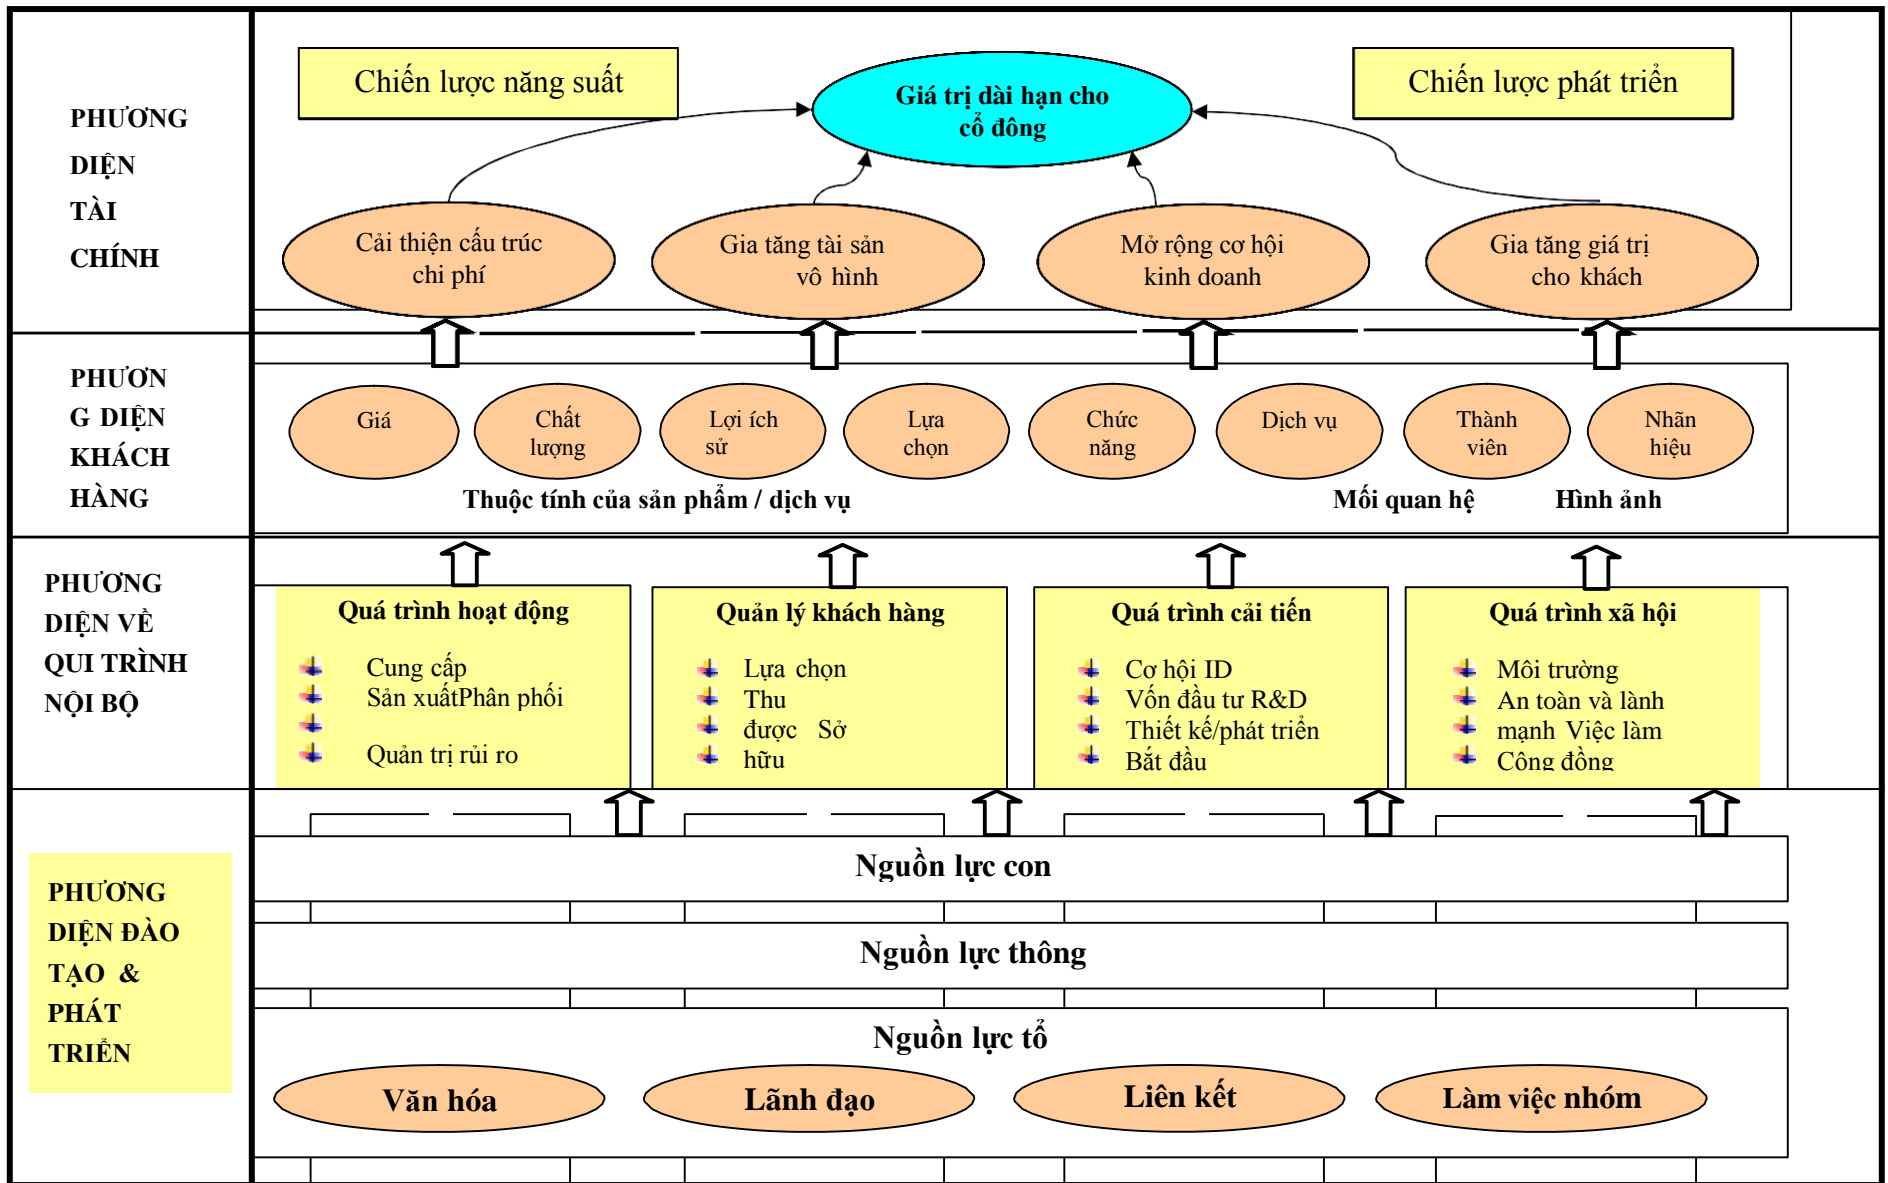 PHƯƠNG
DIỆN
TÀI
CHÍNH
Chiến lược năng suất
Giá trị dài hạn cho
cổ đông
Chiến lược phát triển
Cải thiện cấu trúc
chi phí
Gia tăng tài sản
vô hình
Mở rộng cơ hội
kinh doanh
Gia tăng giá trị
cho khách
PHƯƠN
G DIỆN
KHÁCH
HÀNG
Giá
Chất
lượng
Lợi ích
sử
Lựa
chọn
Chức
năng
Dịch vụ
Thành
viên
Nhãn
hiệu
Thuộc tính của sản phẩm / dịch vụ
Mối quan hệ
Hình ảnh
PHƯƠNG
DIỆN VỀ
QUI TRÌNH
NỘI BỘ
Quá trình hoạt động
Cung cấp
Sản xuấtPhân phối
Quản trị rủi ro
Quản lý khách hàng
Lựa chọn
Thu
được Sở
hữu
Quá trình cải tiến
Cơ hội ID
Vốn đầu tư R&D
Thiết kế/phát triển
Bắt đầu
Quá trình xã hội
Môi trường
An toàn và lành
mạnh Việc làm
Công đồng
PHƯƠNG
DIỆN ĐÀO
TẠO &
PHÁT
TRIỂN
Nguồn lực con
Nguồn lực thông
Nguồn lực tổ
Văn hóa
Lãnh đạo
Liên kết
Làm việc nhóm